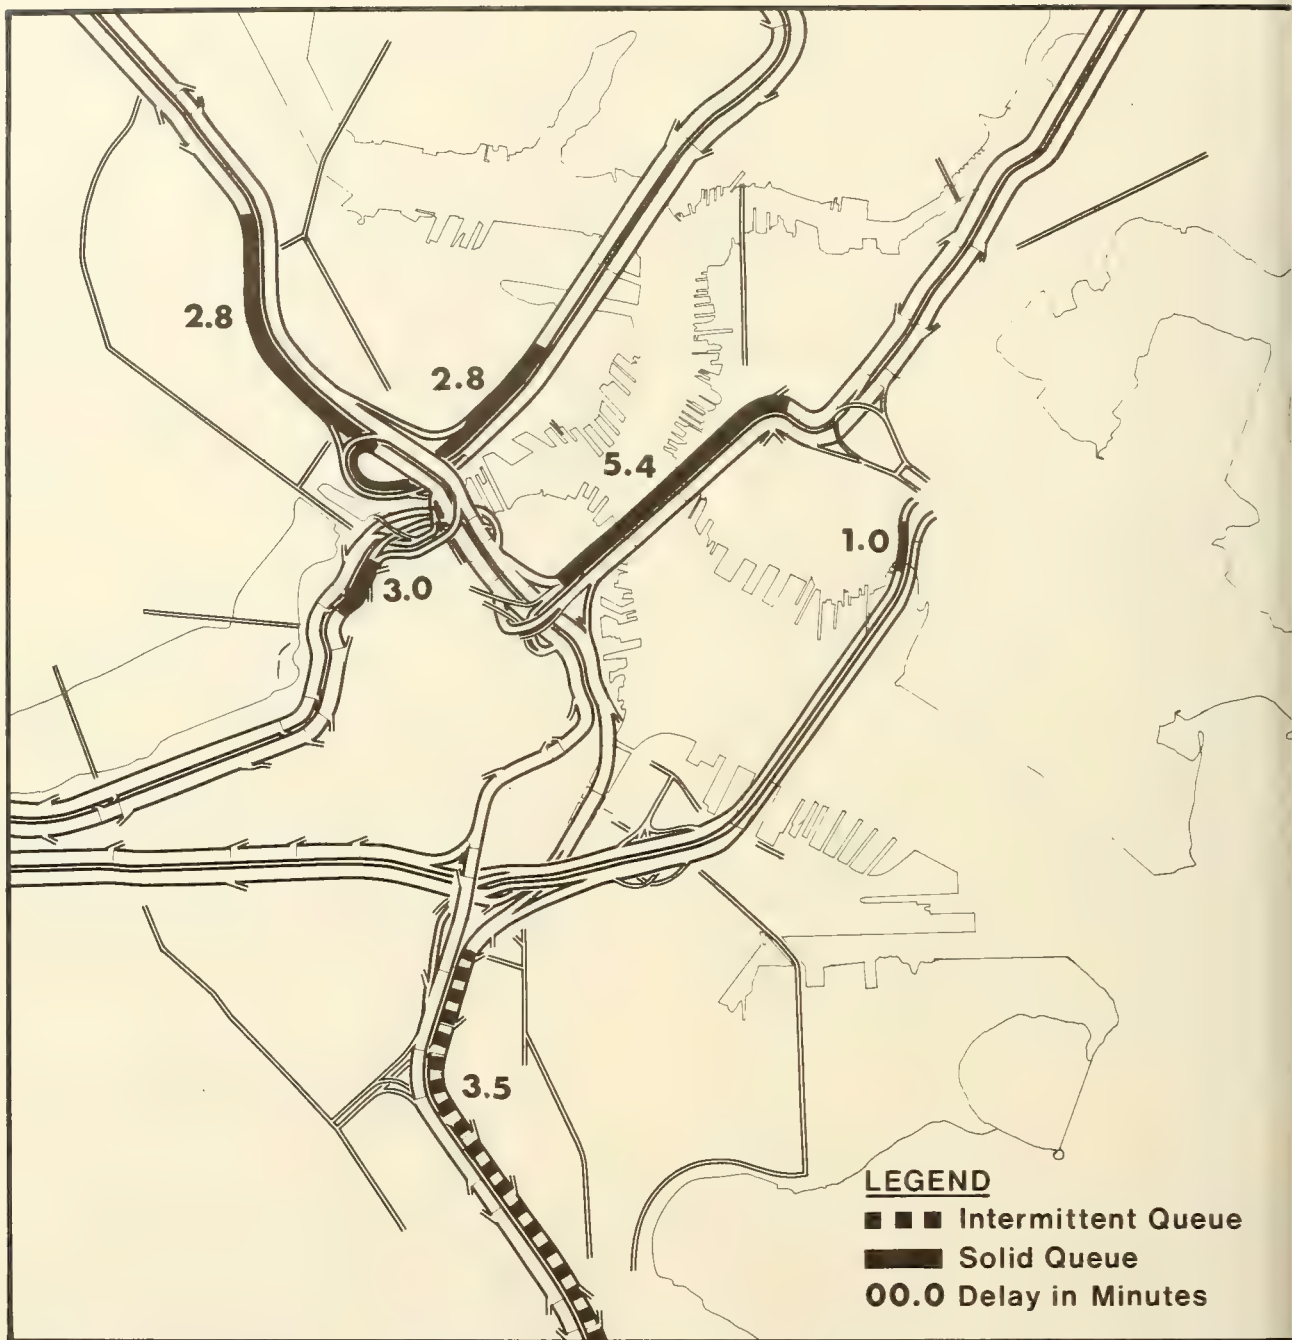 2.8
2.8
5.4
1.0
3.0
3.5
LEGEND
Intermittent Queue
Solid Queue
00.0 Delay in Minutes